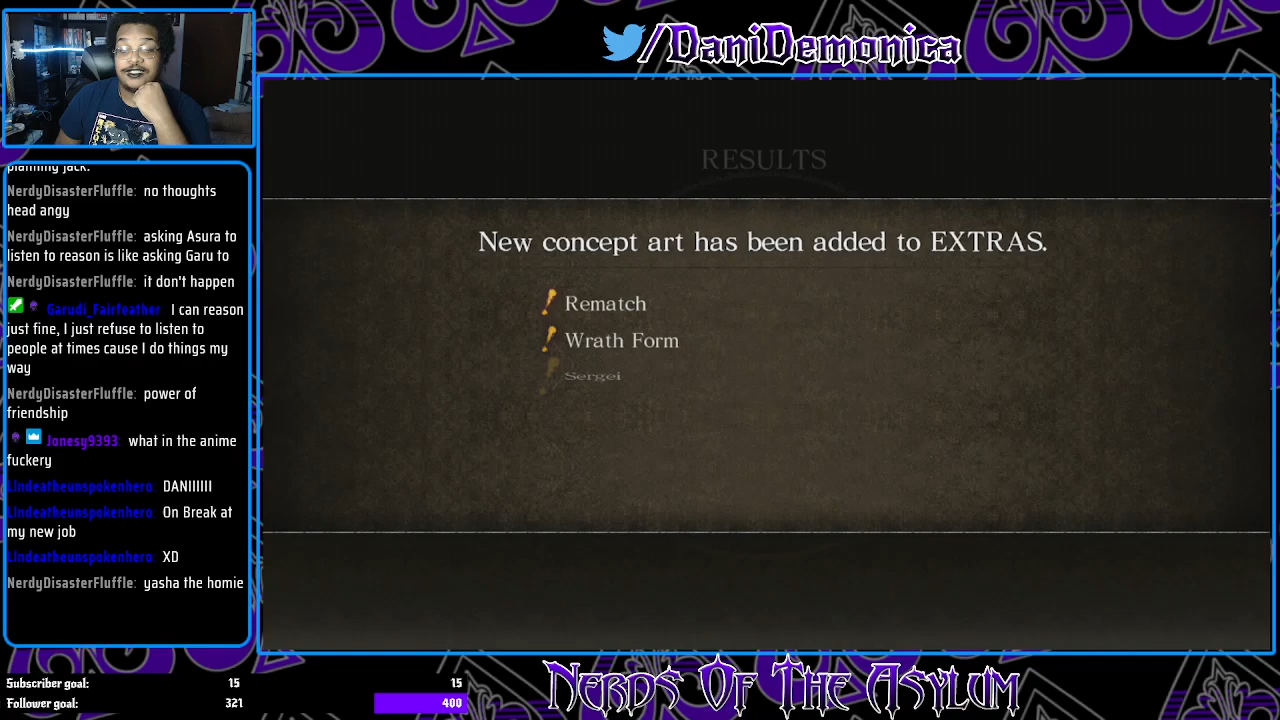 /DaniDemonica
RESULTS
New concept art has been added to EXTRAS.
Rematch
Wrath Form
Sergei
planning jack.
NerdyDisasterFluffle: no thoughts
head angy
NerdyDisasterFluffle: asking Asura to
listen to reason is like asking Garu to
NerdyDisasterFluffle: it don't happen
Garudi_Fairfeather: I can reason
just fine, I just refuse to listen to
people at times cause I do things my
way
NerdyDisasterFluffle: power of
friendship
Jonesy9393: what in the anime
fuckery
Lindeatheunspokenhero: DANIIIIII
Lindeatheunspokenhero: On Break at
my new job
Lindeatheunspokenhero: XD
NerdyDisasterFluffle: yasha the homie
Subscriber goal: 15 15
Follower goal: 321 400
Nerds Of The Asylum